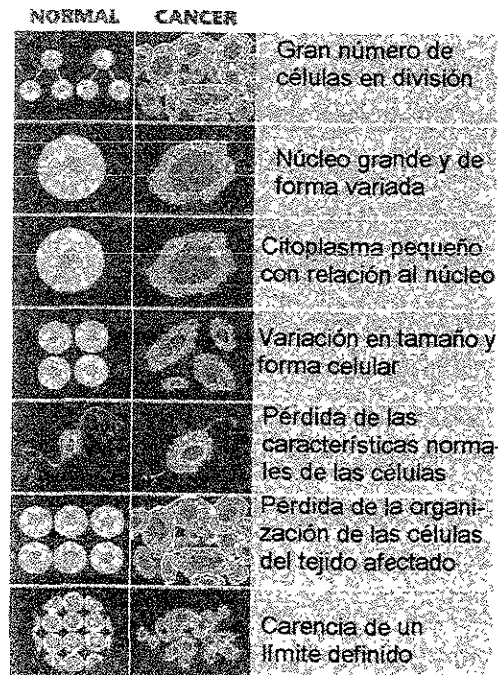 NORMAL CANCER
Gran número de
células en división
Núcleo grande y de
forma variada
Citoplasma pequeño
con relación al núcleo
Variación en tamaño y
forma celular
Pérdida de las
características norma-
les de las células
Pérdida de la organi-
zación de las células
del tejido afectado
Carencia de un
límite definido